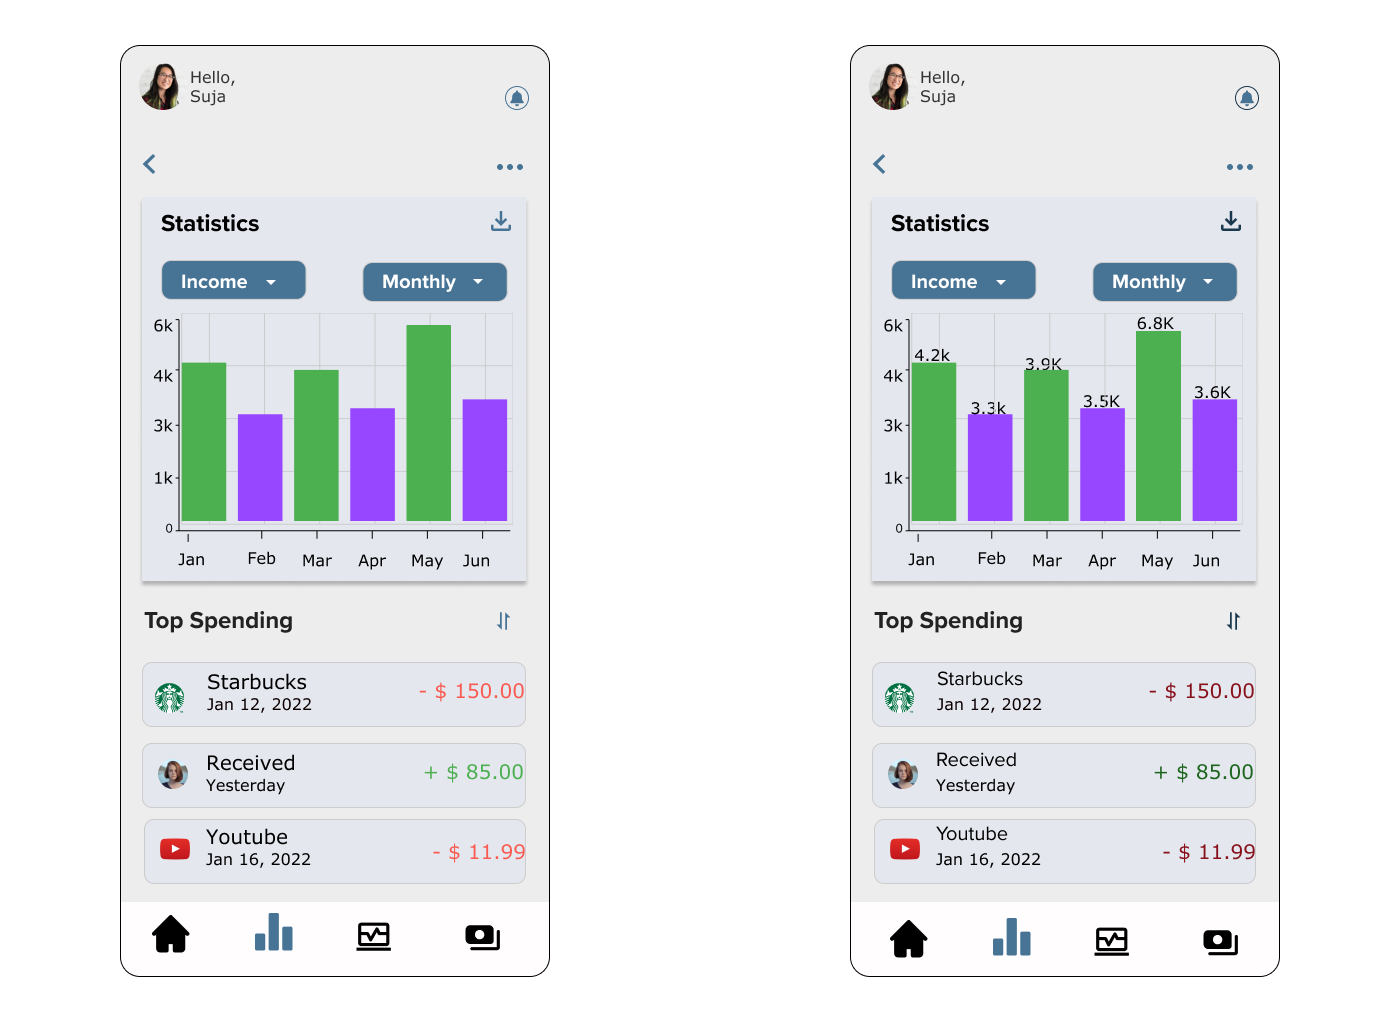 Hello,
Suja
Statistics
Income
Monthly
6k
4k
3k
1k
0
Jan
Feb
Mar
Apr
May
Jun
Top Spending
Starbucks
Jan 12, 2022
- $ 150.00
Received
Yesterday
+ $ 85.00
Youtube
Jan 16, 2022
- $ 11.99
Hello,
Suja
Statistics
Income
Monthly
6k
4k
3k
1k
0
4.2k
3.3k
3.9K
3.5K
6.8K
3.6K
Jan
Feb
Mar
Apr
May
Jun
Top Spending
Starbucks
Jan 12, 2022
- $ 150.00
Received
Yesterday
+ $ 85.00
Youtube
Jan 16, 2022
- $ 11.99